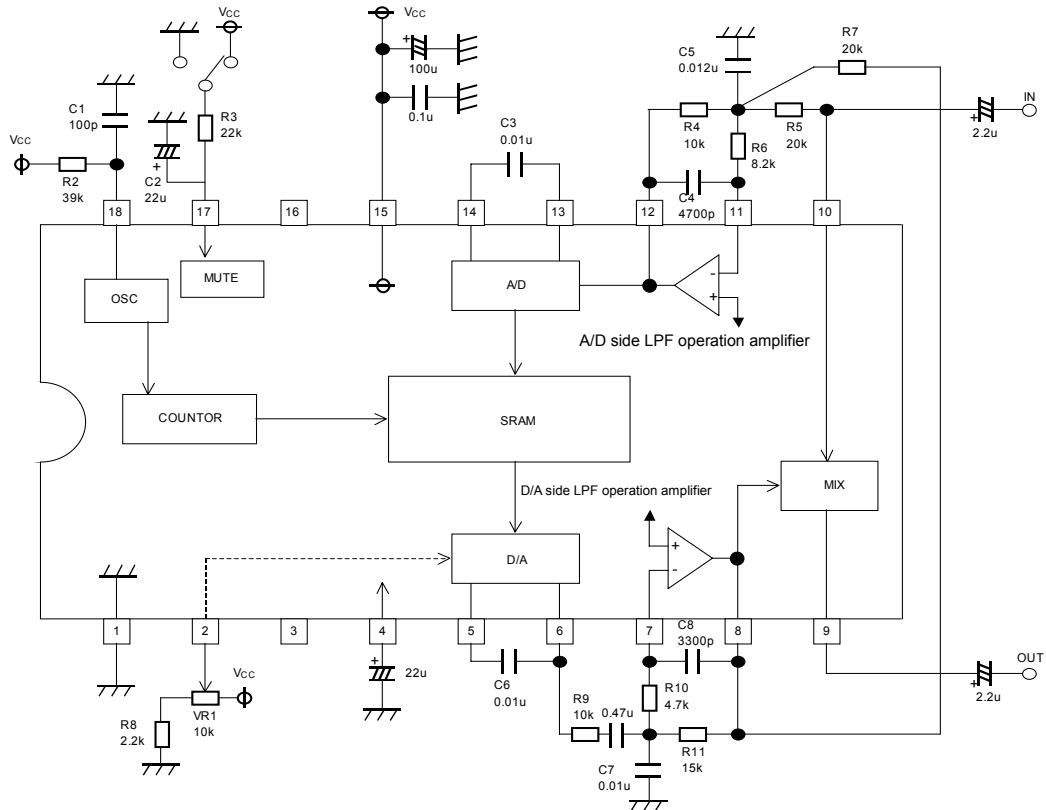 VCC
VCC
C5
0.012u
R7
20k
100u
IN
C1
100p
R3
22k
0.1u
C3
0.01u
R4
10k
R5
20k
2.2u
VCC
R2
39k
C2
22u
R6
8.2k
C4
4700p
18
17
16
15
14
13
12
11
10
MUTE
OSC
A/D
-
+
A/D side LPF operation amplifier
COUNTOR
SRAM
D/A side LPF operation amplifier
MIX
D/A
+
-
1
2
3
4
5
6
7
8
9
C8
3300p
22u
OUT
VCC
C6
0.01u
R10
4.7k
2.2u
R9
10k
0.47u
R8
2.2k
VR1
10k
R11
15k
C7
0.01u